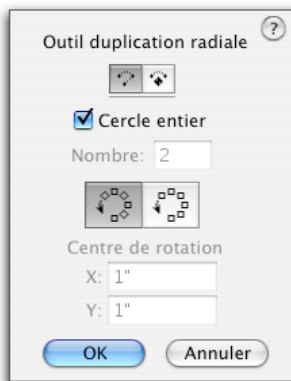 ?
Outil duplication radiale
Cercle entier
Nombre: 2
Centre de rotation
X: 1"
Y: 1"
OK Annuler